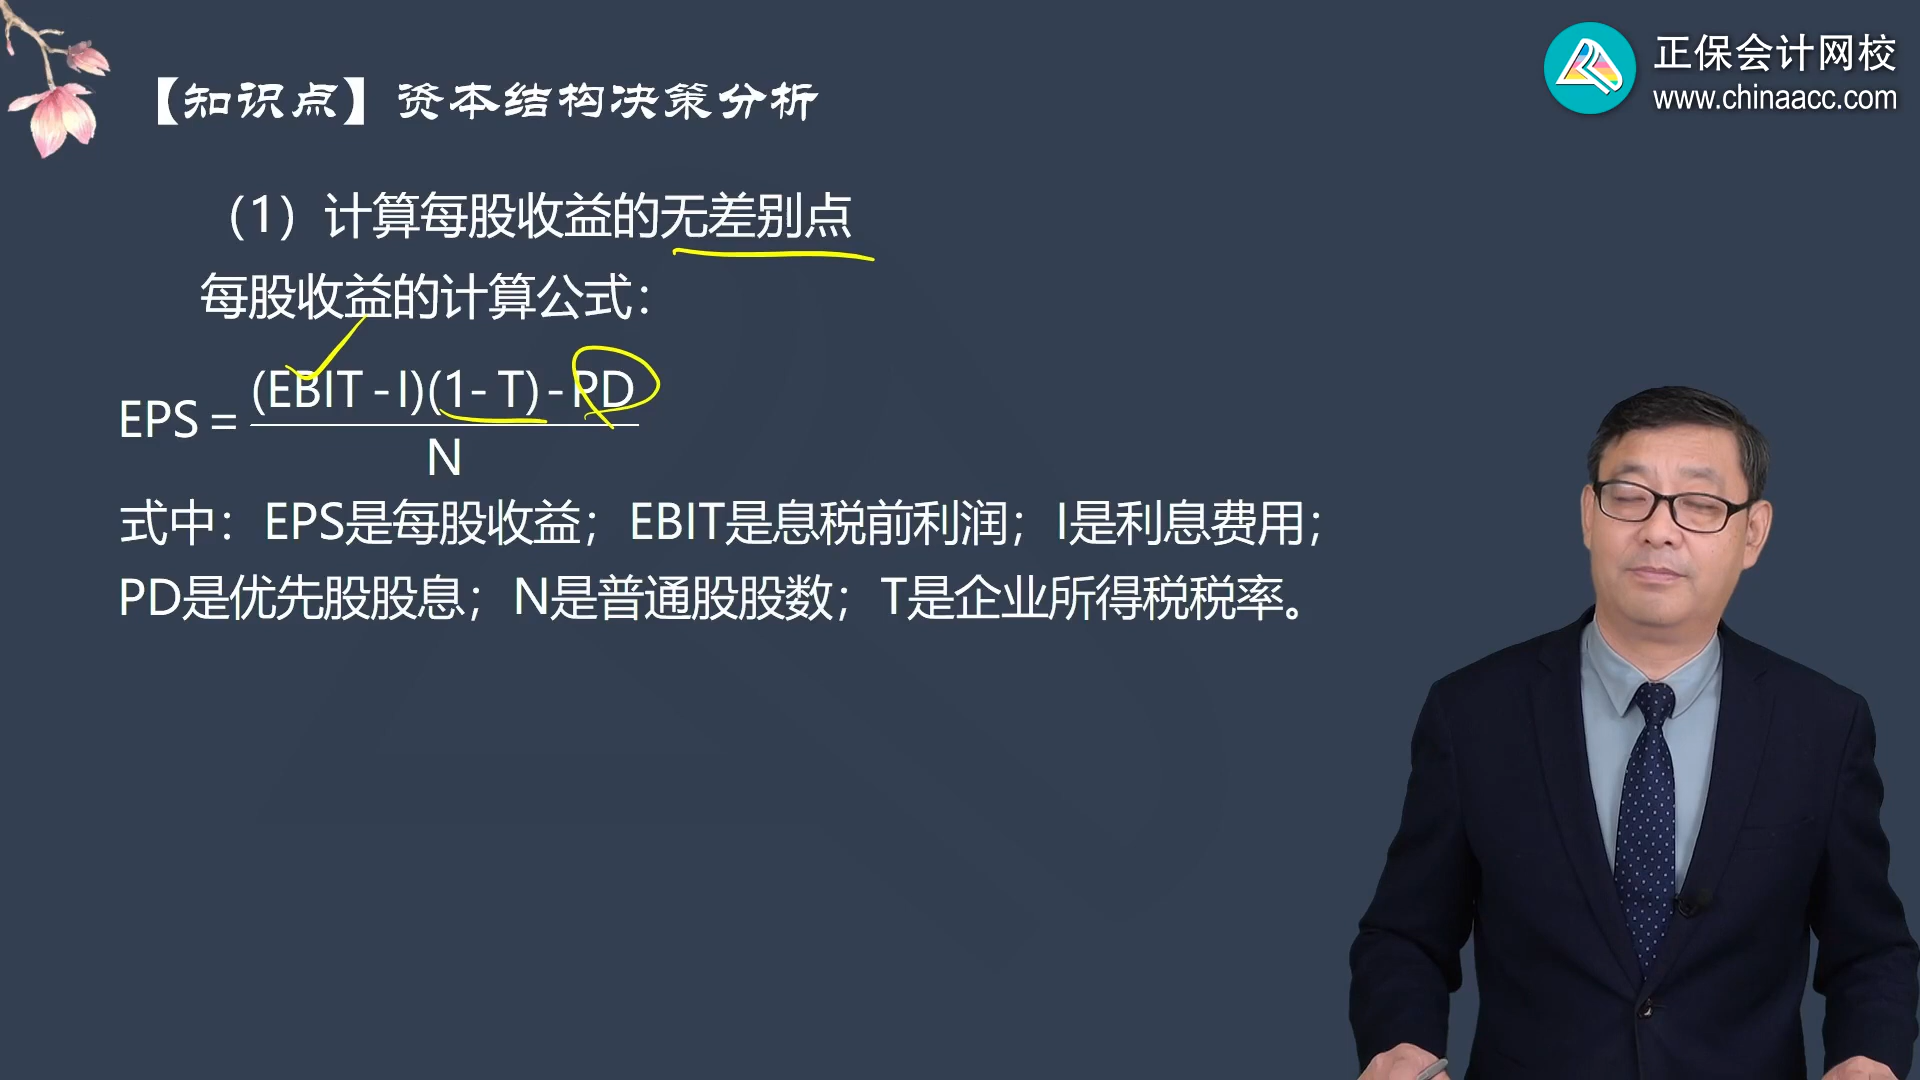 正保会计网校
www.chinaacc.com
【知识点】资本结构决策分析
（1）计算每股收益的无差别点
每股收益的计算公式：
EPS = (EBIT - I)(1- T) - PD
N
式中：EPS是每股收益；EBIT是息税前利润；I是利息费用；
PD是优先股股息；N是普通股股数；T是企业所得税税率。